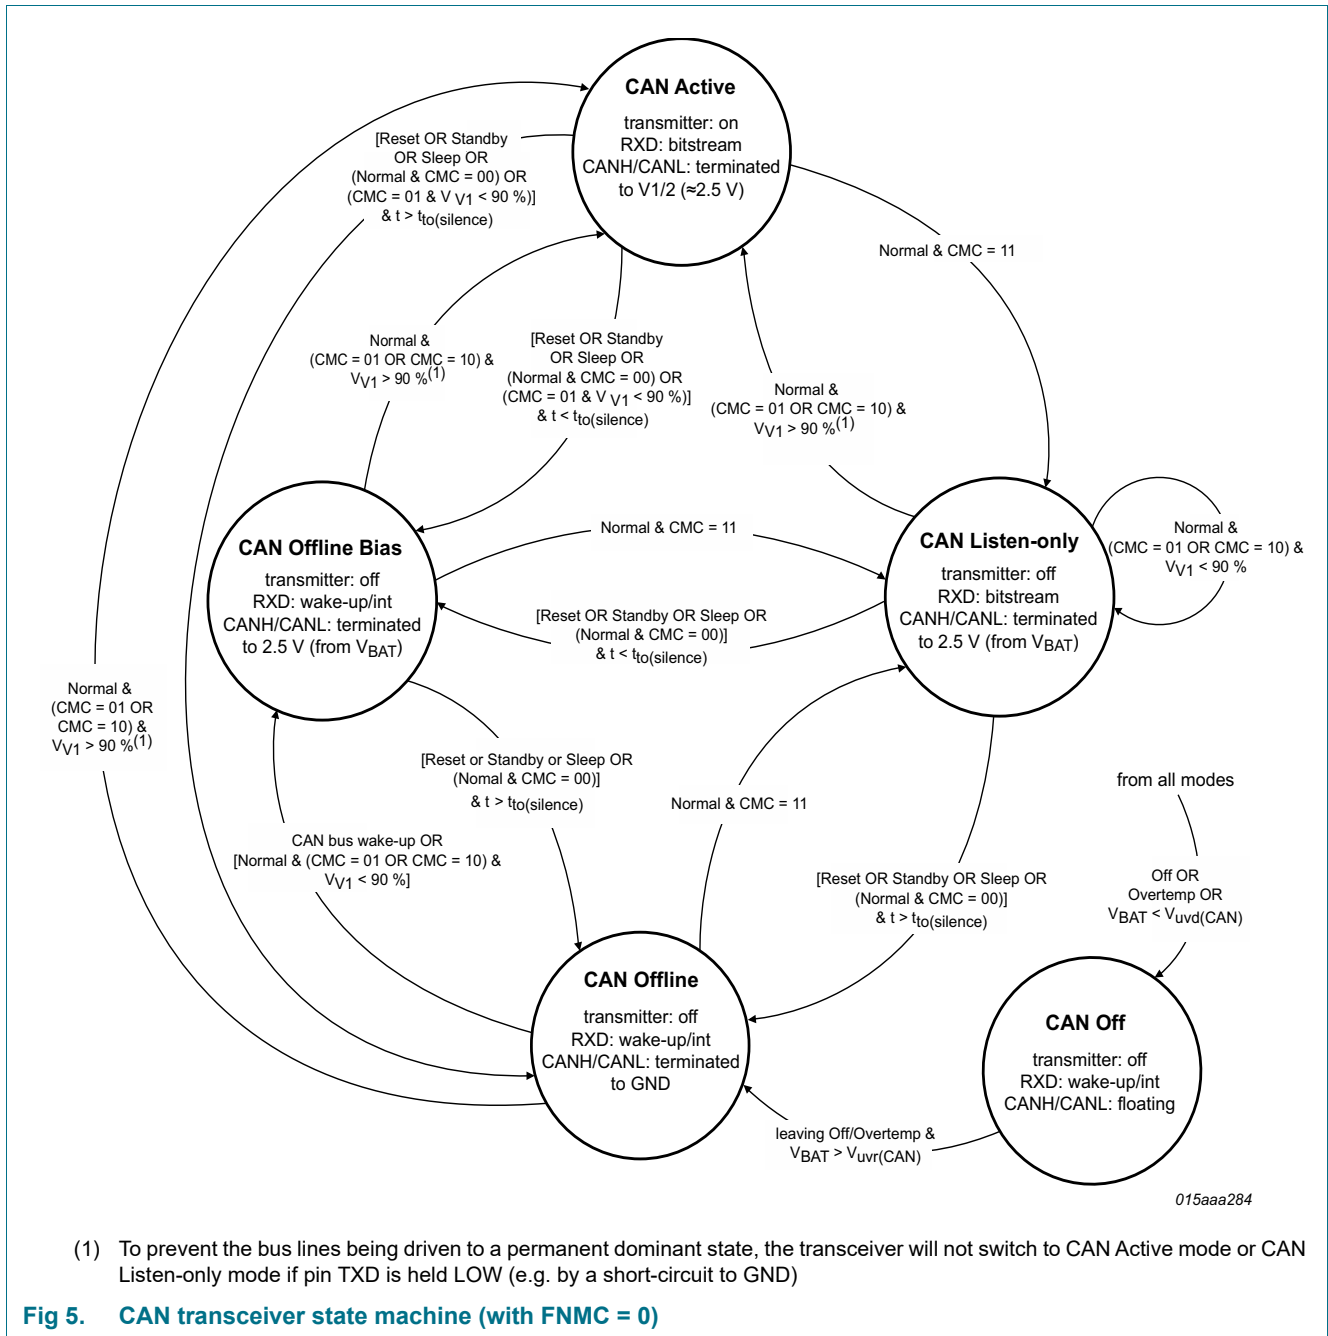 CAN Active
transmitter: on
RXD: bitstream
CANH/CANL: terminated
to V1/2 (≈2.5 V)
[Reset OR Standby
OR Sleep OR
(Normal & CMC = 00) OR
(CMC = 01 & V V1 < 90 %)]
& t > tto(silence)
Normal & CMC = 11
Normal &
(CMC = 01 OR CMC = 10) &
VV1 > 90 %(1)
[Reset OR Standby
OR Sleep OR
(Normal & CMC = 00) OR
(CMC = 01 & V V1 < 90 %)]
& t < tto(silence)
Normal &
(CMC = 01 OR CMC = 10) &
VV1 > 90 %(1)
CAN Offline Bias
transmitter: off
RXD: wake-up/int
CANH/CANL: terminated
to 2.5 V (from VBAT)
Normal & CMC = 11
[Reset OR Standby OR Sleep OR
(Normal & CMC = 00)]
& t < tto(silence)
CAN Listen-only
transmitter: off
RXD: bitstream
CANH/CANL: terminated
to 2.5 V (from VBAT)
Normal &
(CMC = 01 OR CMC = 10) &
VV1 < 90 %
Normal &
(CMC = 01 OR
CMC = 10) &
VV1 > 90 %(1)
[Reset or Standby or Sleep OR
(Nomal & CMC = 00)]
& t > tto(silence)
Normal & CMC = 11
from all modes
CAN bus wake-up OR
[Normal & (CMC = 01 OR CMC = 10) &
VV1 < 90 %]
[Reset OR Standby OR Sleep OR
(Normal & CMC = 00)]
& t > tto(silence)
Off OR
Overtemp OR
VBAT < Vuvd(CAN)
CAN Offline
transmitter: off
RXD: wake-up/int
CANH/CANL: terminated
to GND
CAN Off
transmitter: off
RXD: wake-up/int
CANH/CANL: floating
leaving Off/Overtemp &
VBAT > Vuvr(CAN)
015aaa284
(1) To prevent the bus lines being driven to a permanent dominant state, the transceiver will not switch to CAN Active mode or CAN
Listen-only mode if pin TXD is held LOW (e.g. by a short-circuit to GND)
Fig 5. CAN transceiver state machine (with FNMC = 0)